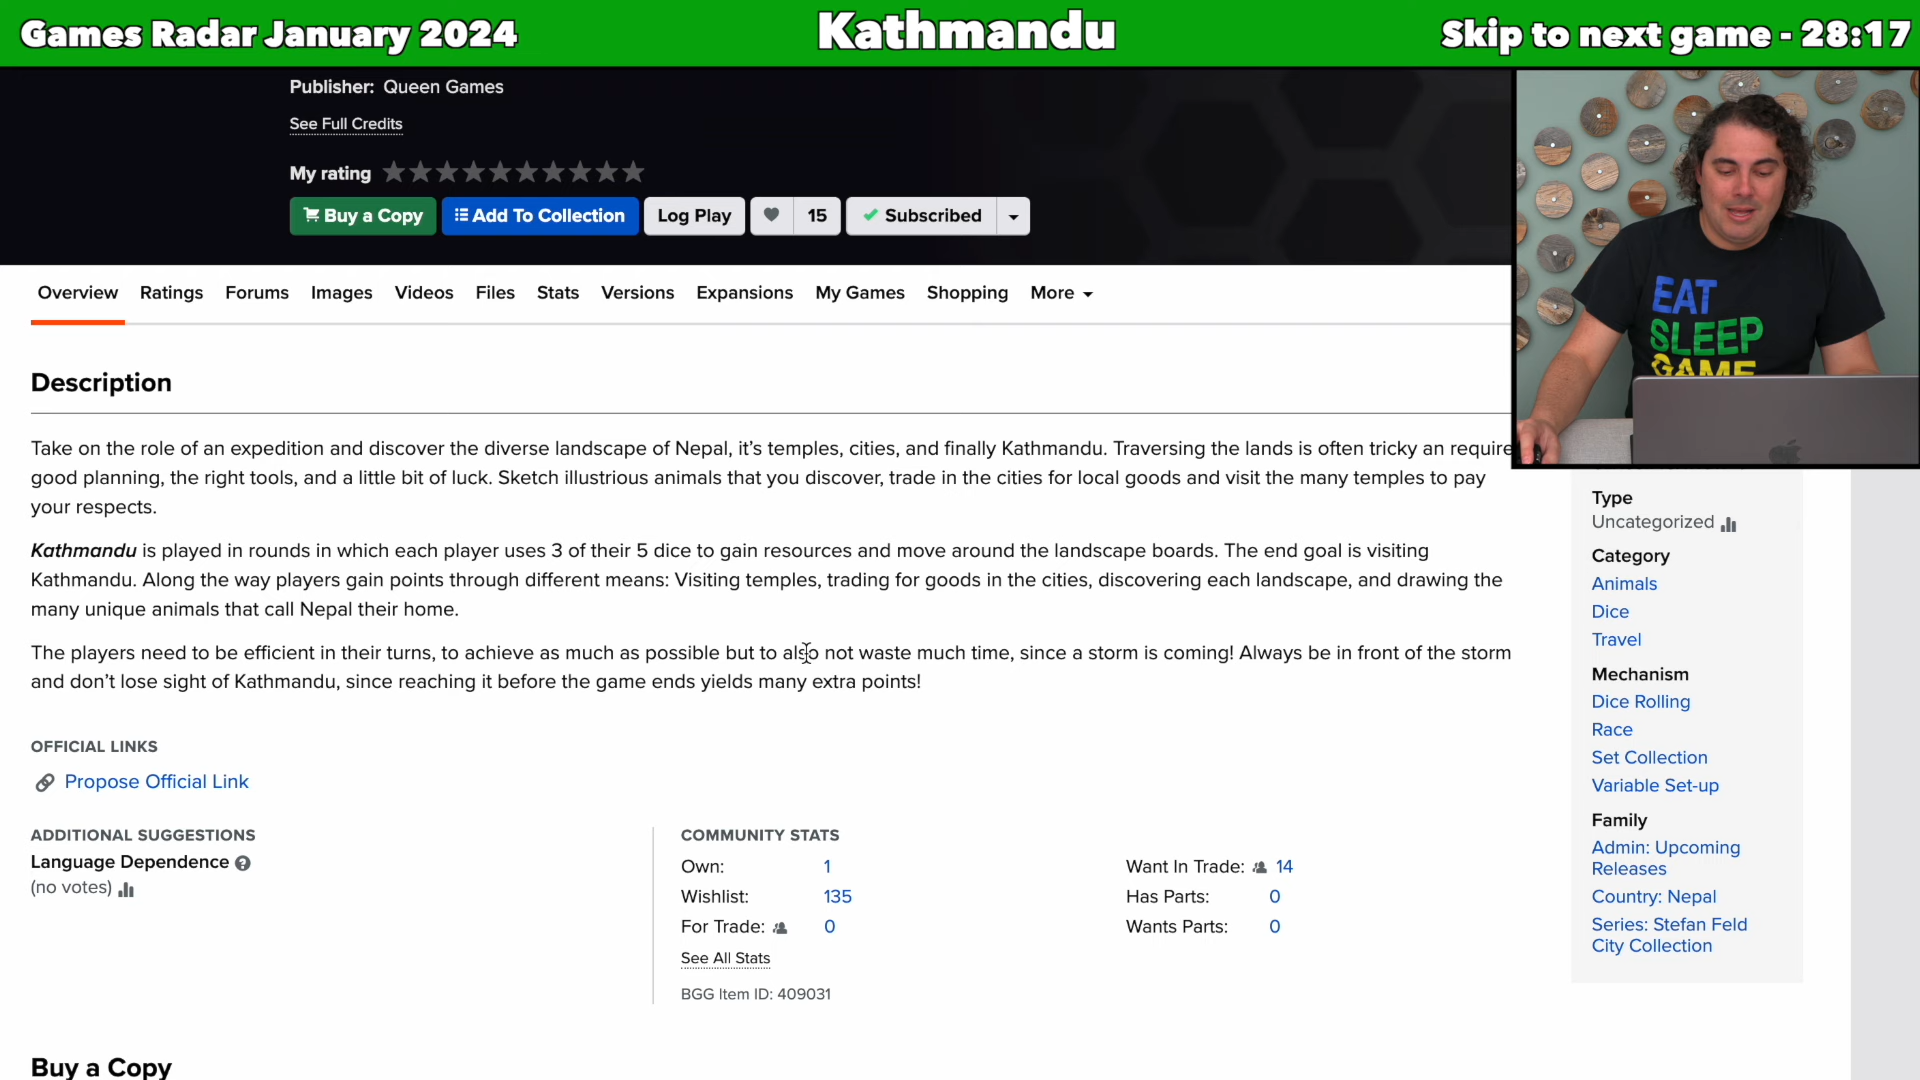 Games Radar January 2024
Kathmandu
Skip to next game - 28:17
Publisher: Queen Games
See Full Credits
My rating
Buy a Copy
Add To Collection
Log Play
15
Subscribed
Overview
Ratings
Forums
Images
Videos
Files
Stats
Versions
Expansions
My Games
Shopping
More
EAT
SLEEP
GAME
Description
Take on the role of an expedition and discover the diverse landscape of Nepal, it’s temples, cities, and finally Kathmandu. Traversing the lands is often tricky an require
good planning, the right tools, and a little bit of luck. Sketch illustrious animals that you discover, trade in the cities for local goods and visit the many temples to pay
your respects.
Kathmandu is played in rounds in which each player uses 3 of their 5 dice to gain resources and move around the landscape boards. The end goal is visiting
Kathmandu. Along the way players gain points through different means: Visiting temples, trading for goods in the cities, discovering each landscape, and drawing the
many unique animals that call Nepal their home.
The players need to be efficient in their turns, to achieve as much as possible but to also not waste much time, since a storm is coming! Always be in front of the storm
and don’t lose sight of Kathmandu, since reaching it before the game ends yields many extra points!
OFFICIAL LINKS
Propose Official Link
ADDITIONAL SUGGESTIONS
Language Dependence
(no votes)
COMMUNITY STATS
Own: 1
Wishlist: 135
For Trade: 0
See All Stats
BGG Item ID: 409031
Want In Trade: 14
Has Parts: 0
Wants Parts: 0
Type
Uncategorized
Category
Animals
Dice
Travel
Mechanism
Dice Rolling
Race
Set Collection
Variable Set-up
Family
Admin: Upcoming
Releases
Country: Nepal
Series: Stefan Feld
City Collection
Buy a Copy